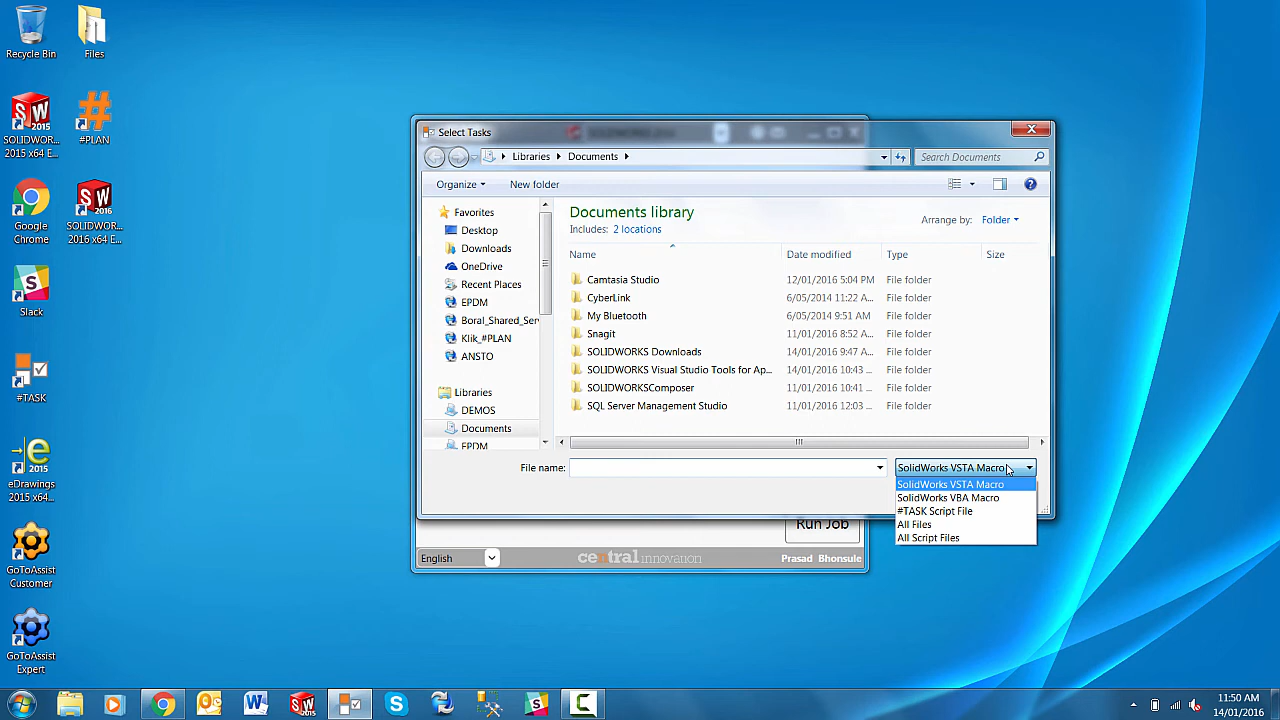 Recycle Bin
Files
SOLIDWOR...
2015 x64 E...
#PLAN
Google
Chrome
SOLIDWOR...
2016 x64 E...
Slack
#TASK
eDrawings
2015 x64...
GoToAssist
Customer
GoToAssist
Expert
Select Tasks
Libraries
Documents
Search Documents
Organize
New folder
Favorites
Desktop
Downloads
OneDrive
Recent Places
EPDM
Boral_Shared_Ser
Klik_#PLAN
ANSTO
Libraries
DEMOS
Documents
EPDM
Documents library
Includes: 2 locations
Arrange by: Folder
Name Date modified Type Size
Camtasia Studio 12/01/2016 5:04 PM File folder
CyberLink 6/05/2014 11:22 A... File folder
My Bluetooth 6/05/2014 9:51 AM File folder
Snagit 11/01/2016 8:52 A... File folder
SOLIDWORKS Downloads 14/01/2016 9:47 A... File folder
SOLIDWORKS Visual Studio Tools for Ap... 14/01/2016 10:43 ... File folder
SOLIDWORKSComposer 11/01/2016 10:41 ... File folder
SQL Server Management Studio 11/01/2016 12:03 ... File folder
File name:
SolidWorks VSTA Macro
SolidWorks VSTA Macro
SolidWorks VBA Macro
#TASK Script File
All Files
All Script Files
Run Job
English
central innovation
Prasad Bhonsule
11:50 AM
14/01/2016